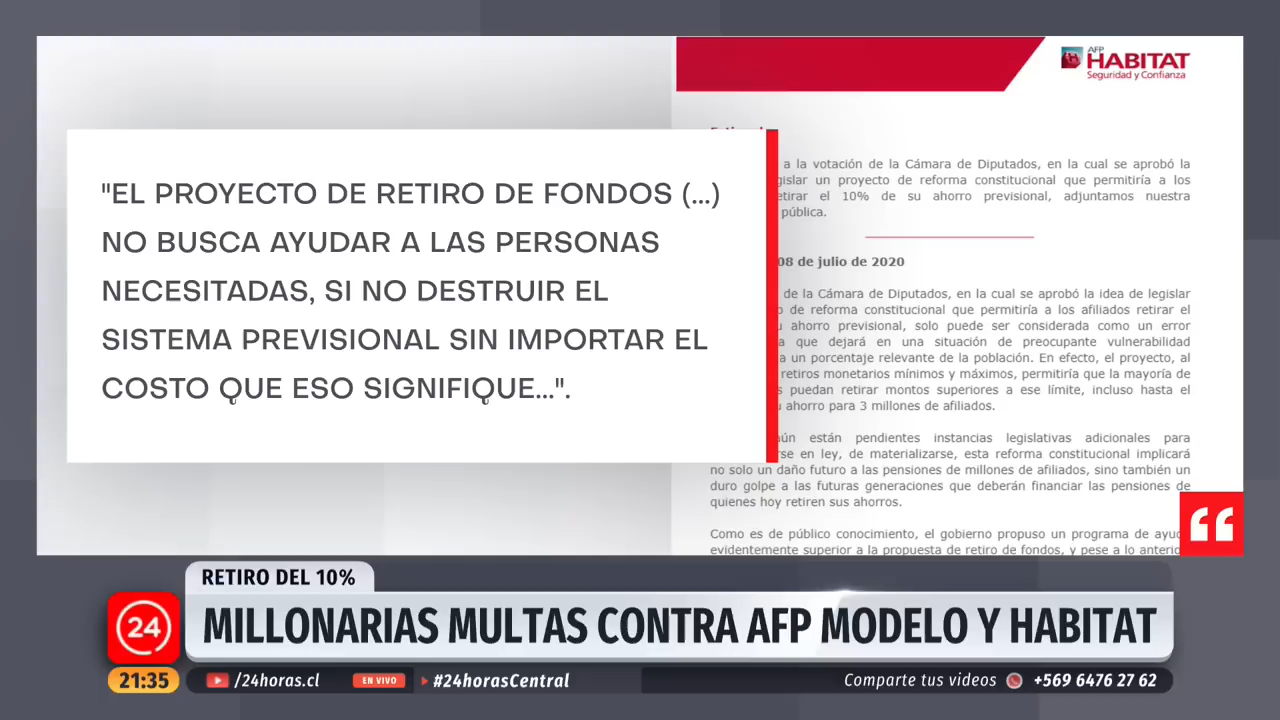 AFP
HABITAT
Seguridad y Confianza
"EL PROYECTO DE RETIRO DE FONDOS (...)
NO BUSCA AYUDAR A LAS PERSONAS
NECESITADAS, SI NO DESTRUIR EL
SISTEMA PREVISIONAL SIN IMPORTAR EL
COSTO QUE ESO SIGNIFIQUE...".
a la votación de la Cámara de Diputados, en la cual se aprobó la
un proyecto de reforma constitucional que permitiría a los
el 10% de su ahorro previsional, adjuntamos nuestra
pública.
08 de julio de 2020
de la Cámara de Diputados, en la cual se aprobó la idea de legislar
de reforma constitucional que permitiría a los afiliados retirar el
ahorro previsional, solo puede ser considerada como un error
que dejará en una situación de preocupante vulnerabilidad
a un porcentaje relevante de la población. En efecto, el proyecto, al
retiros monetarios mínimos y máximos, permitiría que la mayoría de
puedan retirar montos superiores a ese límite, incluso hasta el
ahorro para 3 millones de afiliados.
están pendientes instancias legislativas adicionales para
en ley, de materializarse, esta reforma constitucional implicará
no solo un daño futuro a las pensiones de millones de afiliados, sino también un
duro golpe a las futuras generaciones que deberán financiar las pensiones de
quienes hoy retiren sus ahorros.
Como es de público conocimiento, el gobierno propuso un programa de
evidentemente superior a la propuesta de retiro de fondos, y pese a lo
RETIRO DEL 10%
24
MILLONARIAS MULTAS CONTRA AFP MODELO Y HABITAT
21:35
/24horas.cl
EN VIVO
#24horasCentral
Comparte tus videos
+569 6476 27 62